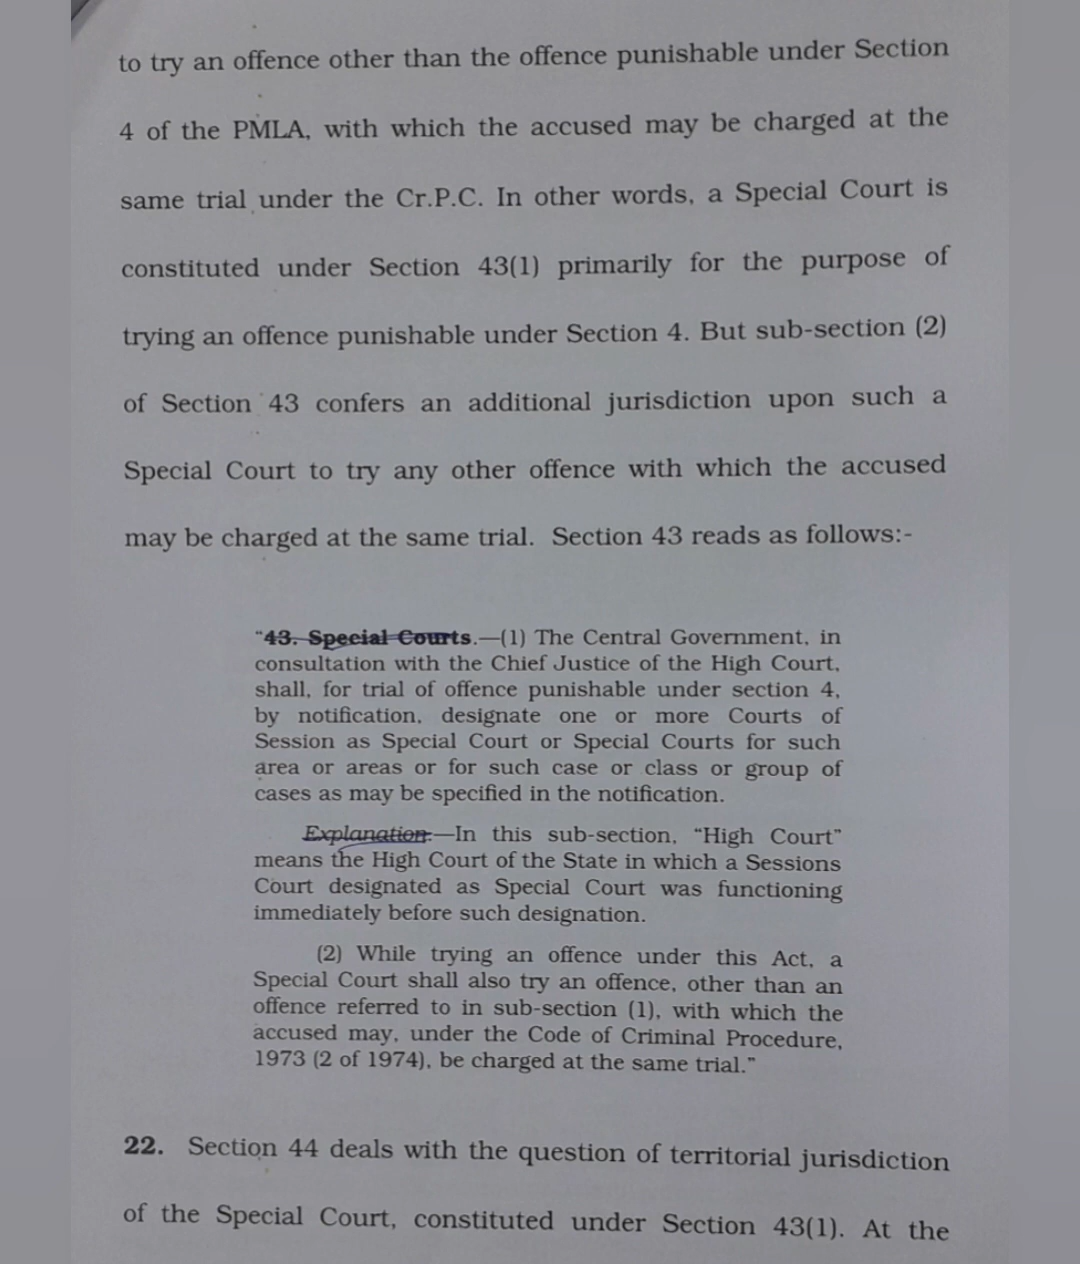 to try an offence other than the offence punishable under Section
4 of the PMLA, with which the accused may be charged at the
same trial under the Cr.P.C. In other words, a Special Court is
constituted under Section 43(1) primarily for the purpose of
trying an offence punishable under Section 4. But sub-section (2)
of Section 43 confers an additional jurisdiction upon such a
Special Court to try any other offence with which the accused
may be charged at the same trial. Section 43 reads as follows:-
"43. Special Courts.—(1) The Central Government, in
consultation with the Chief Justice of the High Court,
shall, for trial of offence punishable under section 4,
by notification, designate one or more Courts of
Session as Special Court or Special Courts for such
area or areas or for such case or class or group of
cases as may be specified in the notification.
Explanation.—In this sub-section, "High Court"
means the High Court of the State in which a Sessions
Court designated as Special Court was functioning
immediately before such designation.
(2) While trying an offence under this Act, a
Special Court shall also try an offence, other than an
offence referred to in sub-section (1), with which the
accused may, under the Code of Criminal Procedure,
1973 (2 of 1974), be charged at the same trial."
22. Section 44 deals with the question of territorial jurisdiction
of the Special Court, constituted under Section 43(1). At the